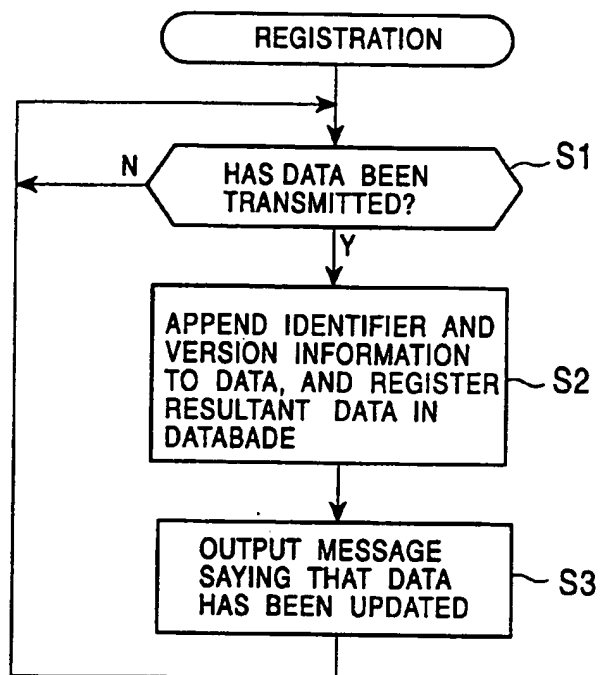 REGISTRATION
HAS DATA BEEN
TRANSMITTED?
S1
N
Y
APPEND IDENTIFIER AND
VERSION INFORMATION
TO DATA, AND REGISTER
RESULTANT DATA IN
DATABADE
S2
OUTPUT MESSAGE
SAYING THAT DATA
HAS BEEN UPDATED
S3